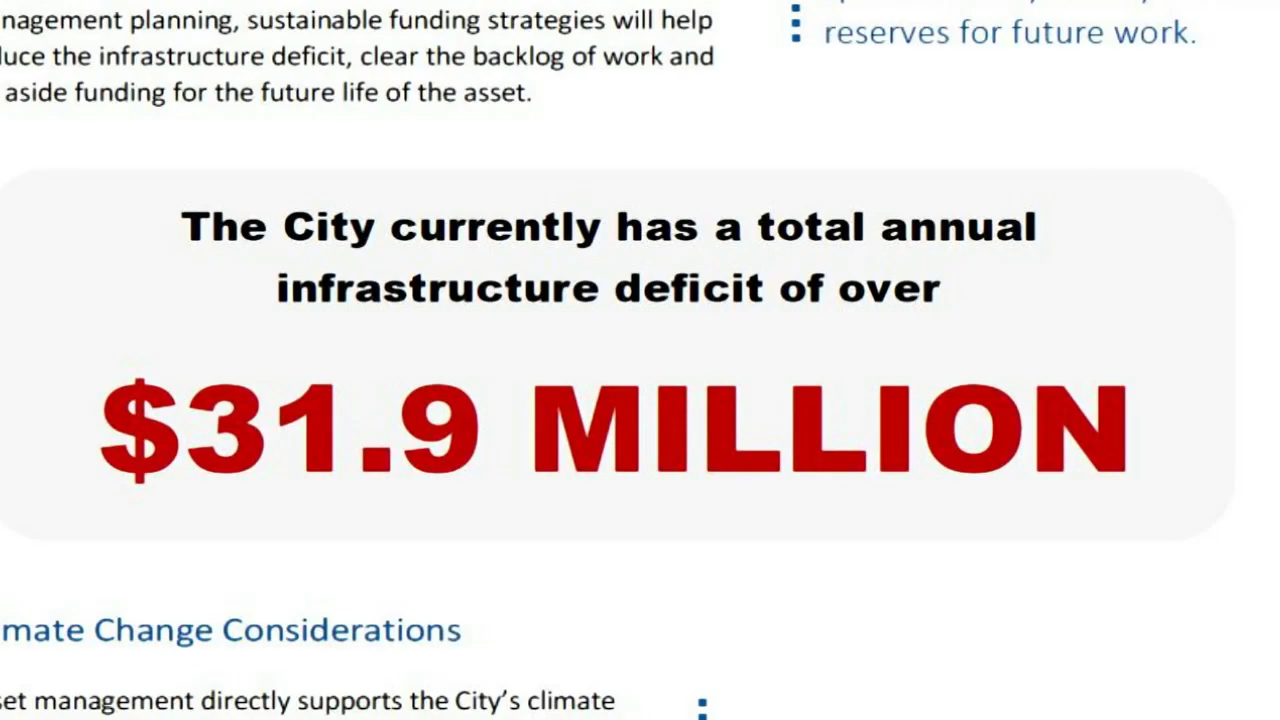 nagement planning, sustainable funding strategies will help
luce the infrastructure deficit, clear the backlog of work and
aside funding for the future life of the asset.
reserves for future work.
The City currently has a total annual
infrastructure deficit of over
$31.9 MILLION
mate Change Considerations
set management directly supports the City’s climate